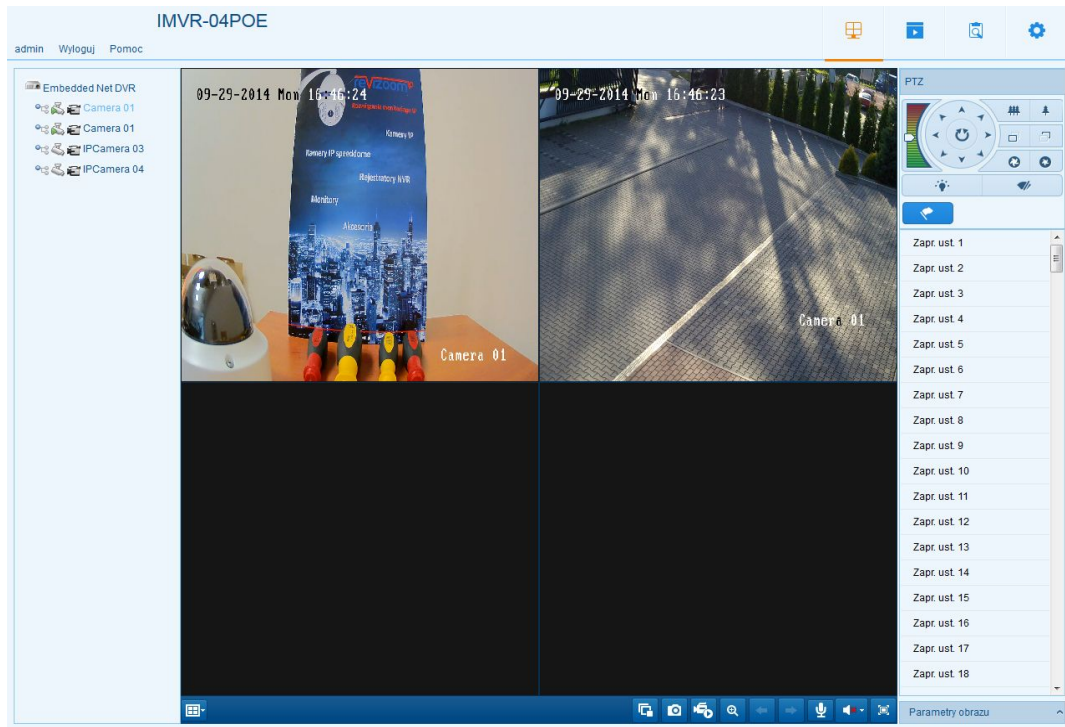 IMVR-04POE
admin Wyloguj Pomoc
Embedded Net DVR
Camera 01
Camera 01
IPCamera 03
IPCamera 04
09-29-2014 Mon 16:46:24
revizoom
Kamery IP
Kamery IP speeddome
Rejestratory NVR
Monitory
Akcesoria
Camera 01
09-29-2014 Mon 16:46:23
Camera 01
PTZ
Zapr. ust. 1
Zapr. ust. 2
Zapr. ust. 3
Zapr. ust. 4
Zapr. ust. 5
Zapr. ust. 6
Zapr. ust. 7
Zapr. ust. 8
Zapr. ust. 9
Zapr. ust. 10
Zapr. ust. 11
Zapr. ust. 12
Zapr. ust. 13
Zapr. ust. 14
Zapr. ust. 15
Zapr. ust. 16
Zapr. ust. 17
Zapr. ust. 18
Parametry obrazu